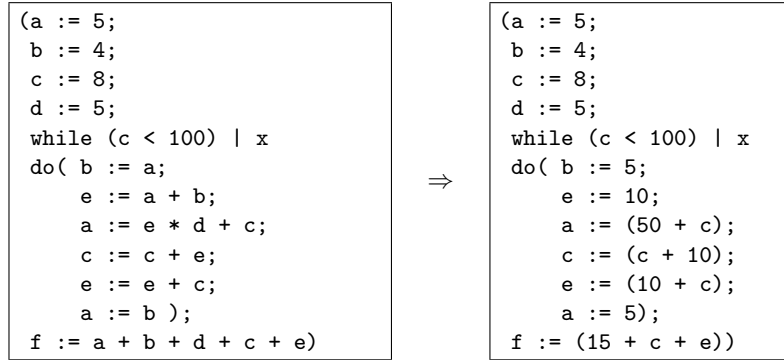 (a := 5;
b := 4;
c := 8;
d := 5;
while (c < 100) | x
do( b := a;
e := a + b;
a := e * d + c;
c := c + e;
e := e + c;
a := b );
f := a + b + d + c + e)
⇒
(a := 5;
b := 4;
c := 8;
d := 5;
while (c < 100) | x
do( b := 5;
e := 10;
a := (50 + c);
c := (c + 10);
e := (10 + c);
a := 5);
f := (15 + c + e))